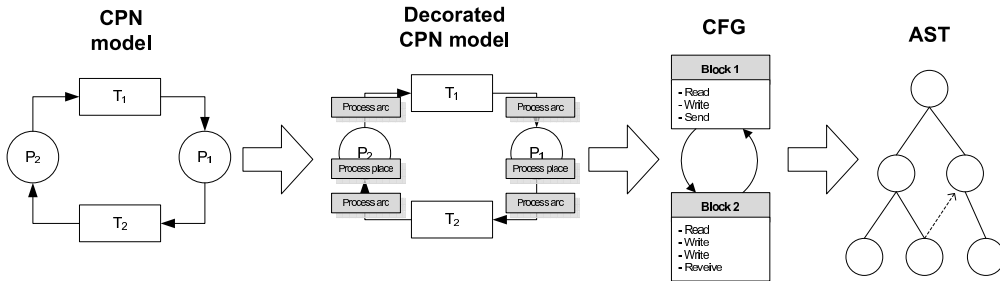 CPN
model
T₁
P₂
P₁
T₂
Decorated
CPN model
T₁
Process arc
Process arc
P₂
P₁
Process place
Process place
Process arc
Process arc
T₂
CFG
Block 1
- Read
- Write
- Send
Block 2
- Read
- Write
- Write
- Reveive
AST